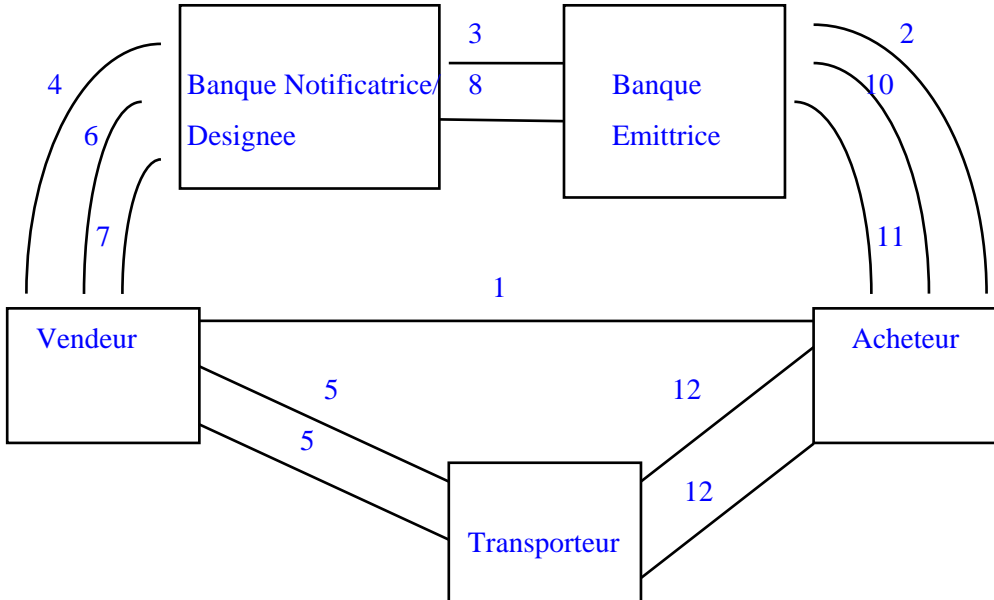 3
2
4
Banque Notificatrice/
8
Banque
10
6
Designee
Emittrice
7
11
1
Vendeur
Acheteur
5
12
5
12
Transporteur